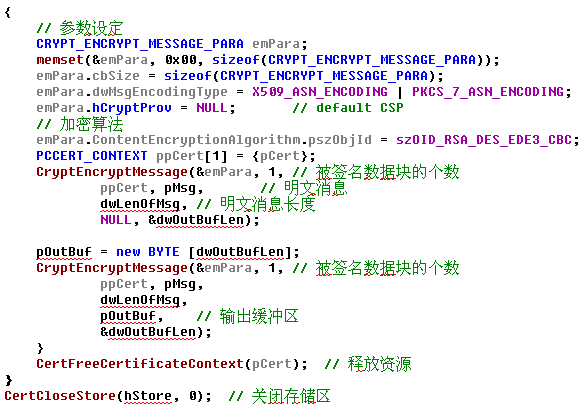 {
// 参数设定
CRYPT_ENCRYPT_MESSAGE_PARA emPara;
memset(&emPara, 0x00, sizeof(CRYPT_ENCRYPT_MESSAGE_PARA));
emPara.cbSize = sizeof(CRYPT_ENCRYPT_MESSAGE_PARA);
emPara.dwMsgEncodingType = X509_ASN_ENCODING | PKCS_7_ASN_ENCODING;
emPara.hCryptProv = NULL; // default CSP
// 加密算法
emPara.ContentEncryptionAlgorithm.pszObjId = szOID_RSA_DES_EDE3_CBC;
PCCERT_CONTEXT ppCert[1] = {pCert};
CryptEncryptMessage(&emPara, 1, // 被签名数据块的个数
ppCert, pMsg, // 明文消息
dwLenOfMsg, // 明文消息长度
NULL, &dwOutBufLen);
pOutBuf = new BYTE [dwOutBufLen];
CryptEncryptMessage(&emPara, 1, // 被签名数据块的个数
ppCert, pMsg,
dwLenOfMsg,
pOutBuf, // 输出缓冲区
&dwOutBufLen);
}
CertFreeCertificateContext(pCert); // 释放资源
}
CertCloseStore(hStore, 0); // 关闭存储区